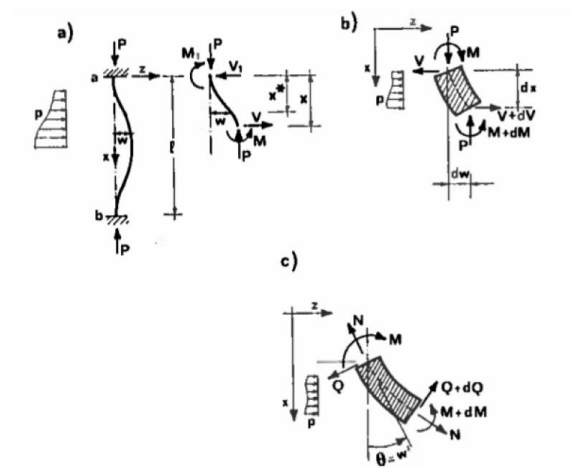 a)
P
z
a
p
w
x
ℓ
b
P
P
M₁
V₁
x*
x
w
V
M
P
b)
z
x
P
M
V
p
dx
V+dV
M+dM
P
dw
c)
z
x
N
M
Q
p
Q+dQ
M+dM
N
θ=w'